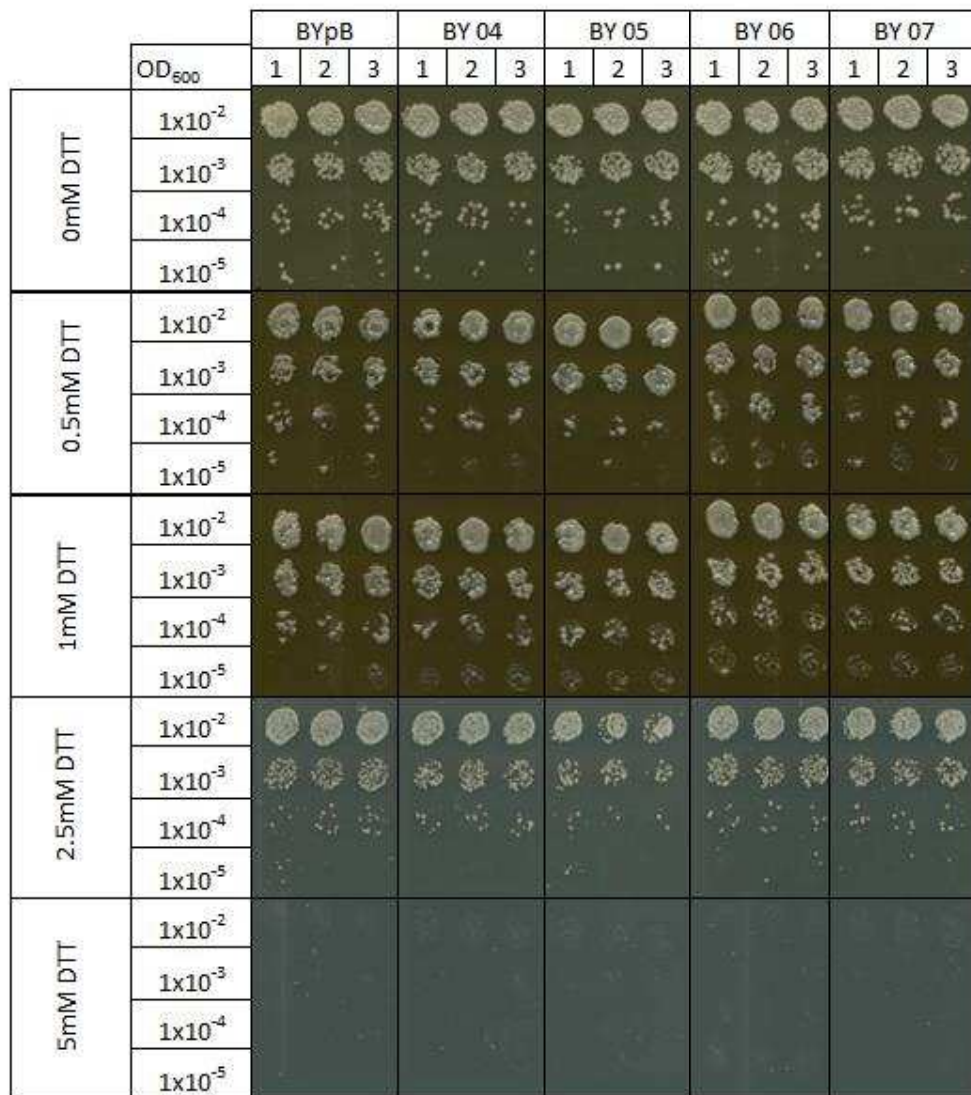 BYpB BY 04 BY 05 BY 06 BY 07
OD₆₀₀ 1 2 3 1 2 3 1 2 3 1 2 3 1 2 3
0mM DTT
1x10⁻²
1x10⁻³
1x10⁻⁴
1x10⁻⁵
0.5mM DTT
1x10⁻²
1x10⁻³
1x10⁻⁴
1x10⁻⁵
1mM DTT
1x10⁻²
1x10⁻³
1x10⁻⁴
1x10⁻⁵
2.5mM DTT
1x10⁻²
1x10⁻³
1x10⁻⁴
1x10⁻⁵
5mM DTT
1x10⁻²
1x10⁻³
1x10⁻⁴
1x10⁻⁵